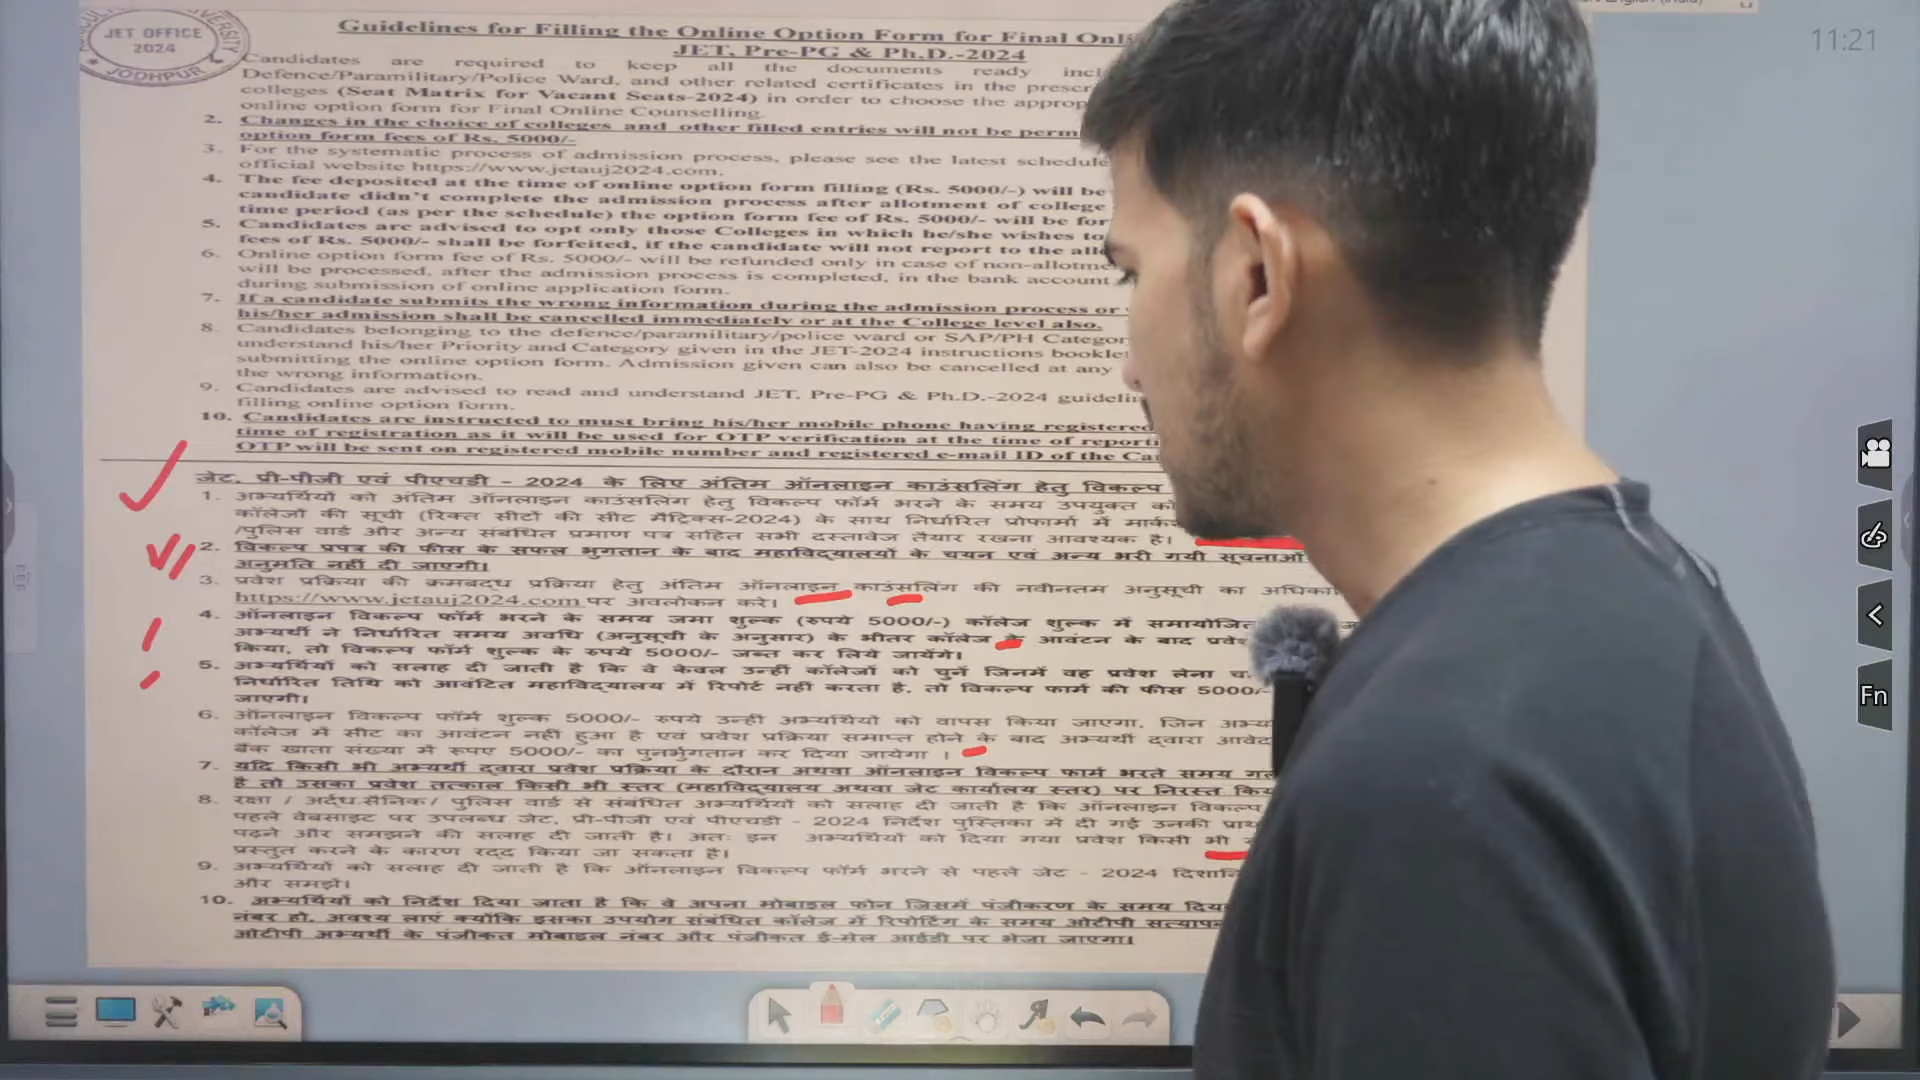 JET OFFICE
2024
JODHPUR
11:21
Guidelines for Filling the Online Option Form for Final
JET, Pre-PG & Ph.D.-2024
Candidates are required to keep all the documents ready
Defence/Paramilitary/Police Ward, and other related certificates in the
colleges (Seat Matrix for Vacant Seats-2024) in order to choose the
online option form for Final Online Counselling.
2. Changes in the choice of colleges and other filled entries will not be
option form fees of Rs. 5000/-
3. For the systematic process of admission process, please see the latest schedule
official website https://www.jetauj2024.com.
4. The fee deposited at the time of online option form filling (Rs. 5000/-) will be
candidate didn't complete the admission process after allotment of college
time period (as per the schedule) the option form fee of Rs. 5000/- will be
5. Candidates are advised to opt only those Colleges in which he/she wishes to
fees of Rs. 5000/- shall be forfeited, if the candidate will not report to the
6. Online option form fee of Rs. 5000/- will be refunded only in case of
will be processed, after the admission process is completed, in the bank account
during submission of online application form.
7. If a candidate submits the wrong information during the admission process or
his/her admission shall be cancelled immediately or at the College level also.
8. Candidates belonging to the defence/paramilitary/police ward or SAP/PH
understand his/her Priority and Category given in the JET-2024 instructions
submitting the online option form. Admission given can also be cancelled at any
the wrong information.
9. Candidates are advised to read and understand JET, Pre-PG & Ph.D.-2024
filling online option form.
10. Candidates are instructed to must bring his/her mobile phone having registered
time of registration as it will be used for OTP verification at the time of
OTP will be sent on registered mobile number and registered e-mail ID of the
जेट, प्री-पीजी एवं पीएचडी - 2024 के लिए अंतिम ऑनलाइन काउंसलिंग हेतु विकल्प
1. अभ्यर्थियों को अंतिम ऑनलाइन काउंसलिंग हेतु विकल्प फॉर्म भरने के समय उपयुक्त
कॉलेजों की सूची (रिक्त सीटों की सीट मैट्रिक्स-2024) के साथ निर्धारित प्रोफार्मा में
/पुलिस वार्ड और अन्य संबंधित प्रमाण पत्र सहित सभी दस्तावेज तैयार रखना आवश्यक है।
2. विकल्प प्रपत्र की फीस के सफल भुगतान के बाद महाविद्यालयों के चयन एवं अन्य भरी गयी सूचनाओं
अनुमति नहीं दी जाएगी।
3. प्रवेश प्रक्रिया की क्रमबद्ध प्रक्रिया हेतु अंतिम ऑनलाइन काउंसलिंग की नवीनतम अनुसूची का
https://www.jetauj2024.com पर अवलोकन करे।
4. ऑनलाइन विकल्प फॉर्म भरने के समय जमा शुल्क (रुपये 5000/-) कॉलेज शुल्क में
अभ्यर्थी ने निर्धारित समय अवधि (अनुसूची के अनुसार) के भीतर कॉलेज के आवंटन के बाद
किया, तो विकल्प फॉर्म शुल्क के रुपये 5000/- जब्त कर लिये जायेंगे।
5. अभ्यर्थियों को सलाह दी जाती है कि वे केवल उन्हीं कॉलेजों को चुनें जिनमें वह प्रवेश लेना
निर्धारित तिथि को आवंटित महाविद्यालय में रिपोर्ट नहीं करता है, तो विकल्प फार्म की फीस 5000/-
जाएगी।
6. ऑनलाइन विकल्प फॉर्म शुल्क 5000/- रुपये उन्हीं अभ्यर्थियों को वापस किया जाएगा, जिन
कॉलेज में सीट का आवंटन नहीं हुआ है एवं प्रवेश प्रक्रिया समाप्त होने के बाद अभ्यर्थी द्वारा
बैंक खाता संख्या में रूपए 5000/- का पुनर्भुगतान कर दिया जायेगा ।
7. यदि किसी भी अभ्यर्थी द्वारा प्रवेश प्रक्रिया के दौरान अथवा ऑनलाइन विकल्प फार्म भरते समय
है तो उसका प्रवेश तत्काल किसी भी स्तर (महाविद्यालय अथवा जेट कार्यालय स्तर) पर निरस्त
8. रक्षा / अर्द्ध-सैनिक/ पुलिस वार्ड से संबंधित अभ्यर्थियों को सलाह दी जाती है कि ऑनलाइन विकल्प
पहले वेबसाइट पर उपलब्ध जेट, प्री-पीजी एवं पीएचडी - 2024 निर्देश पुस्तिका में दी गई उनकी
पढ़ने और समझने की सलाह दी जाती है। अतः इन अभ्यर्थियों को दिया गया प्रवेश किसी भी
प्रस्तुत करने के कारण रद्द किया जा सकता है।
9. अभ्यर्थियों को सलाह दी जाती है कि ऑनलाइन विकल्प फॉर्म भरने से पहले जेट - 2024
और समझें।
10. अभ्यर्थियों को निर्देश दिया जाता है कि वे अपना मोबाइल फोन जिसमें पंजीकरण के समय
नंबर हो, अवश्य लाएं क्योंकि इसका उपयोग संबंधित कॉलेज में रिपोर्टिंग के समय ओटीपी
ओटीपी अभ्यर्थी के पंजीकृत मोबाइल नंबर और पंजीकृत ई-मेल आईडी पर भेजा जाएगा।
Fn